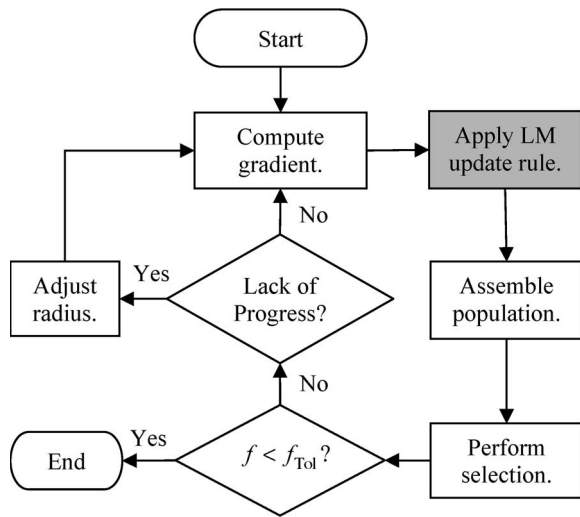 Start
Compute
gradient.
Apply LM
update rule.
No
Yes
Adjust
radius.
Lack of
Progress?
Assemble
population.
No
Yes
End
f < fTol?
Perform
selection.